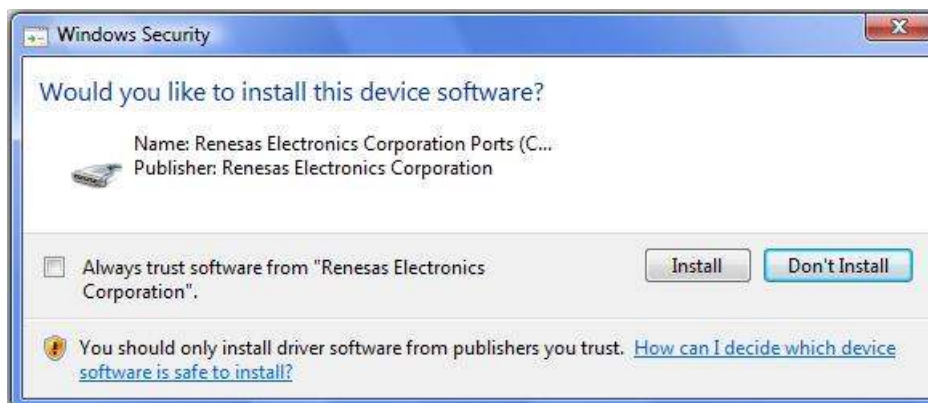 Windows Security
Would you like to install this device software?
Name: Renesas Electronics Corporation Ports (C...
Publisher: Renesas Electronics Corporation
Always trust software from "Renesas Electronics
Corporation".
Install
Don't Install
You should only install driver software from publishers you trust. How can I decide which device
software is safe to install?